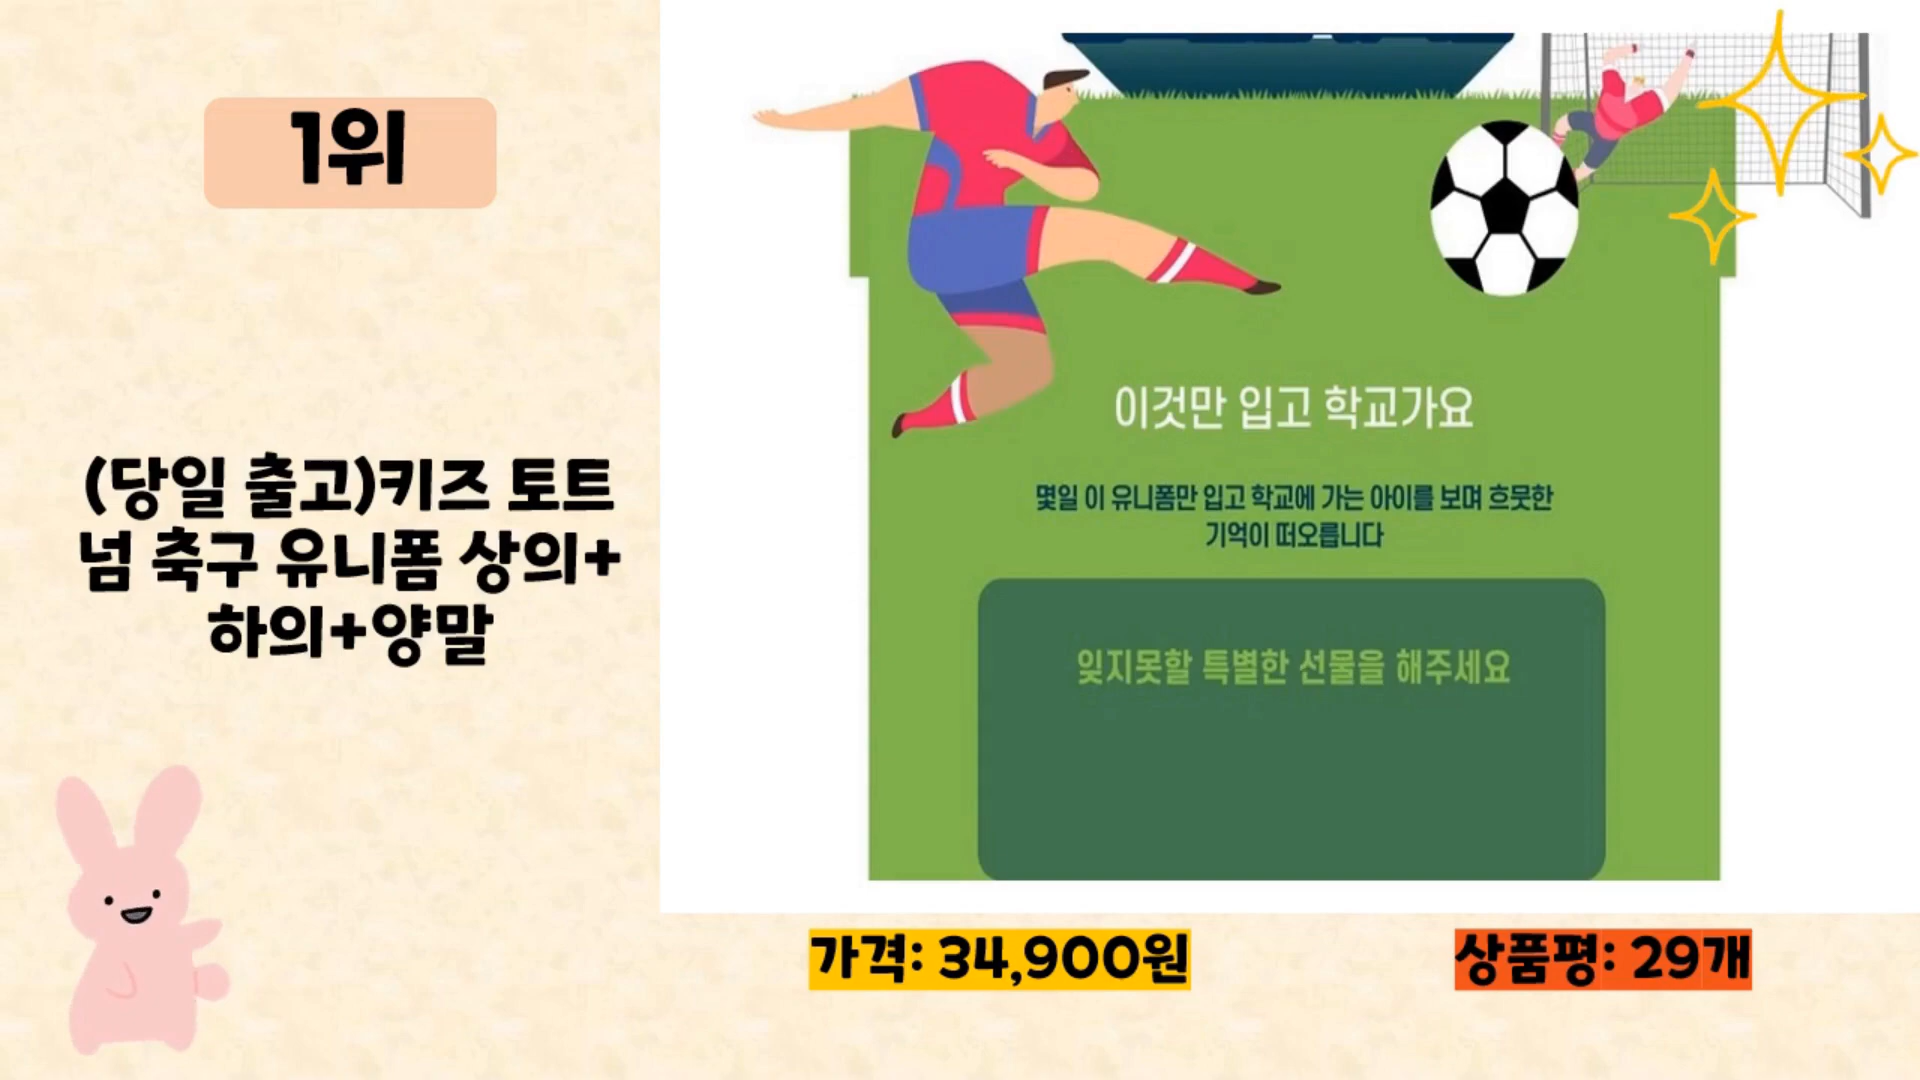 1위
(당일 출고)키즈 토트
넘 축구 유니폼 상의+
하의+양말
이것만 입고 학교가요
몇일 이 유니폼만 입고 학교에 가는 아이를 보며 흐뭇한
기억이 떠오릅니다
잊지못할 특별한 선물을 해주세요
가격: 34,900원
상품평: 29개